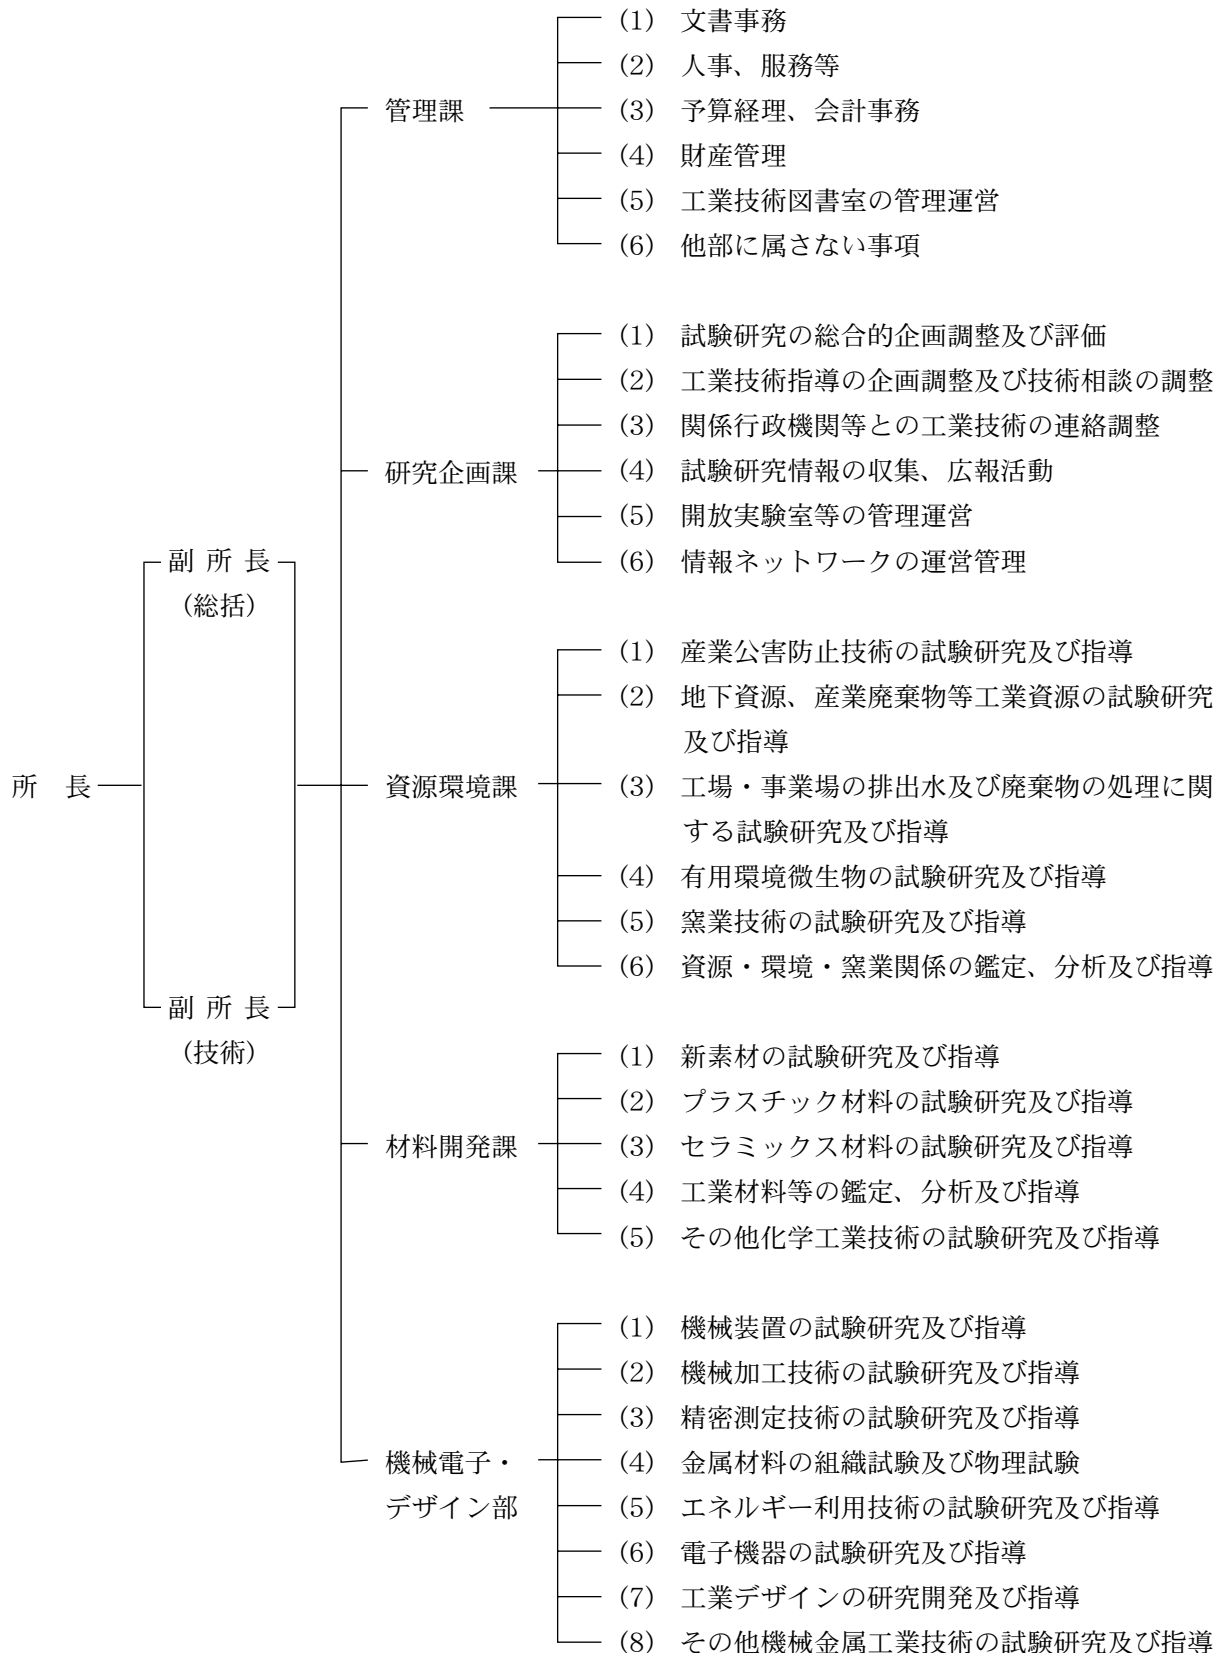 所　長
副 所 長
（総括）
副 所 長
（技術）
管理課
(1)　文書事務
(2)　人事、服務等
(3)　予算経理、会計事務
(4)　財産管理
(5)　工業技術図書室の管理運営
(6)　他部に属さない事項
研究企画課
(1)　試験研究の総合的企画調整及び評価
(2)　工業技術指導の企画調整及び技術相談の調整
(3)　関係行政機関等との工業技術の連絡調整
(4)　試験研究情報の収集、広報活動
(5)　開放実験室等の管理運営
(6)　情報ネットワークの運営管理
資源環境課
(1)　産業公害防止技術の試験研究及び指導
(2)　地下資源、産業廃棄物等工業資源の試験研究
及び指導
(3)　工場・事業場の排出水及び廃棄物の処理に関
する試験研究及び指導
(4)　有用環境微生物の試験研究及び指導
(5)　窯業技術の試験研究及び指導
(6)　資源・環境・窯業関係の鑑定、分析及び指導
材料開発課
(1)　新素材の試験研究及び指導
(2)　プラスチック材料の試験研究及び指導
(3)　セラミックス材料の試験研究及び指導
(4)　工業材料等の鑑定、分析及び指導
(5)　その他化学工業技術の試験研究及び指導
機械電子・
デザイン部
(1)　機械装置の試験研究及び指導
(2)　機械加工技術の試験研究及び指導
(3)　精密測定技術の試験研究及び指導
(4)　金属材料の組織試験及び物理試験
(5)　エネルギー利用技術の試験研究及び指導
(6)　電子機器の試験研究及び指導
(7)　工業デザインの研究開発及び指導
(8)　その他機械金属工業技術の試験研究及び指導